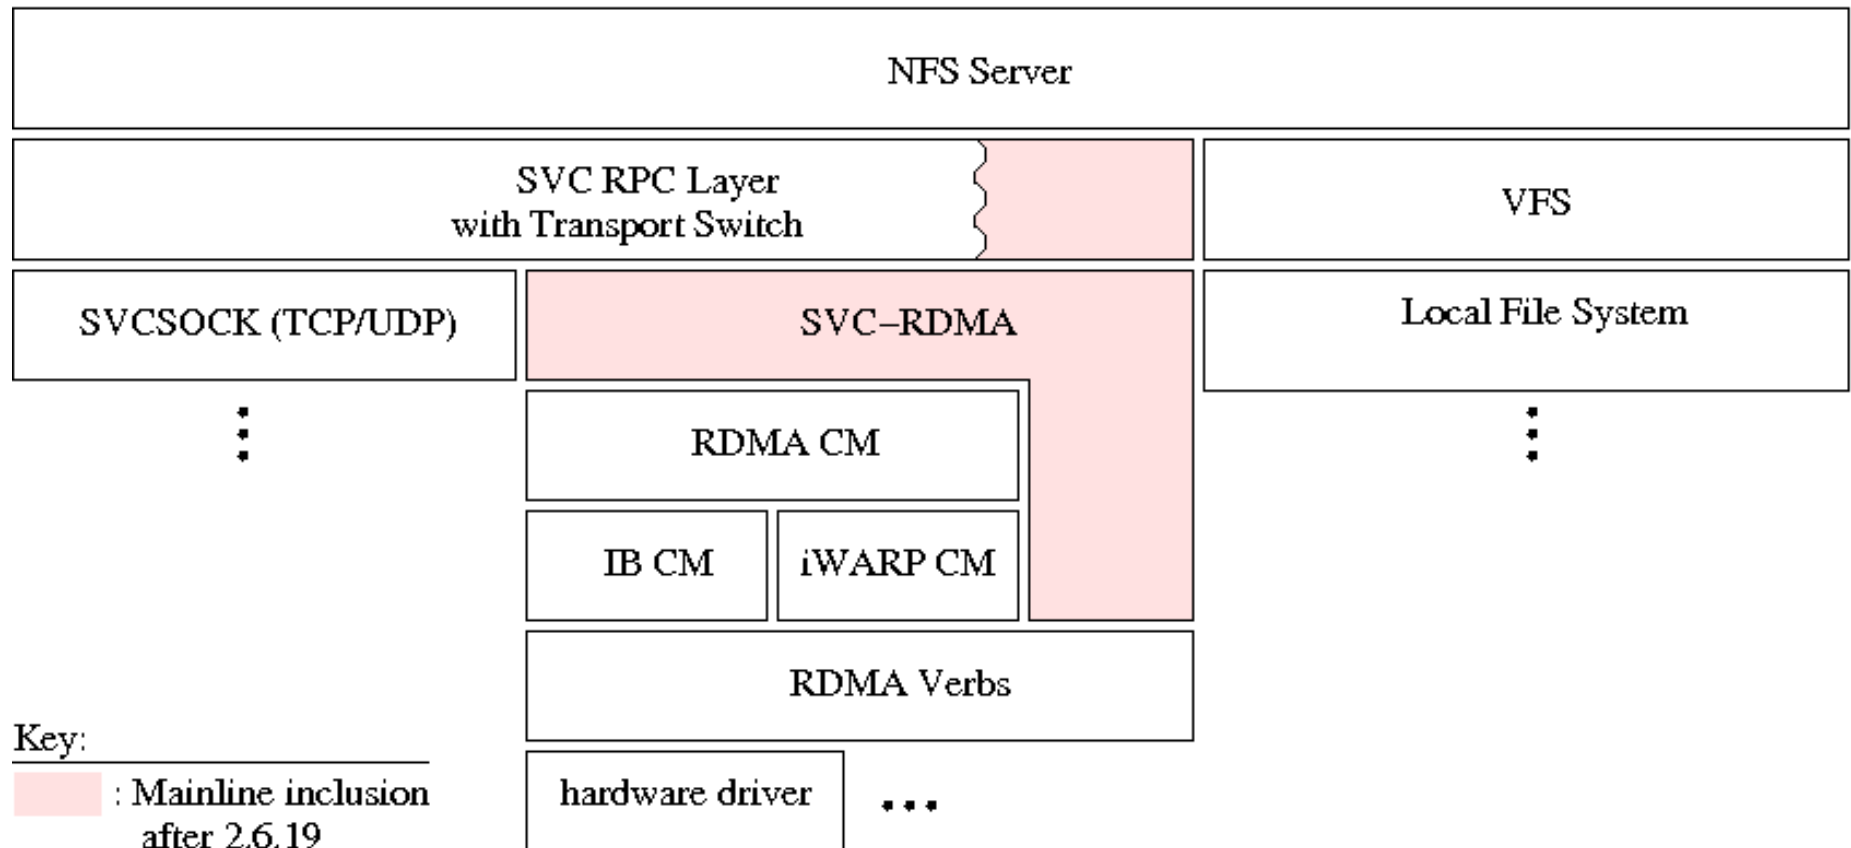 NFS Server
SVC RPC Layer
with Transport Switch
VFS
SVCSOCK (TCP/UDP)
SVC–RDMA
Local File System
RDMA CM
IB CM
iWARP CM
RDMA Verbs
Key:
: Mainline inclusion
after 2.6.19
hardware driver